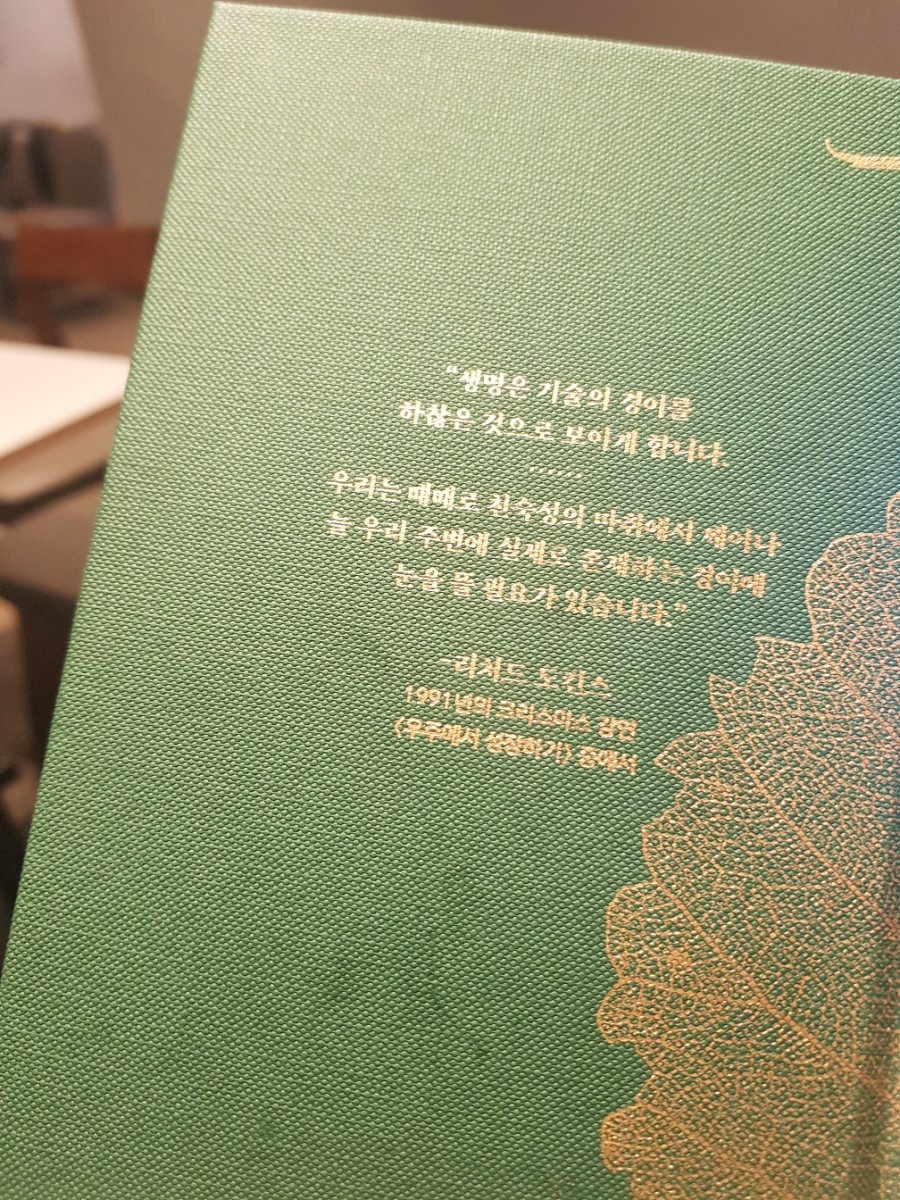 “생명은 기술의 경이를
하찮은 것으로 보이게 합니다.
······
우리는 때때로 친숙성의 마취에서 깨어나
늘 우리 주변에 실제로 존재하는 경이에
눈을 뜰 필요가 있습니다.”
-리처드 도킨스
1991년의 크리스마스 강연
〈우주에서 성장하기〉 중에서